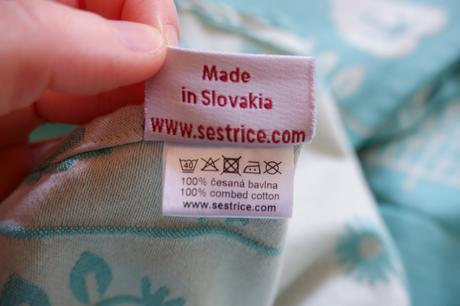 Made
in Slovakia
www.sestrice.com
40
100% česaná bavlna
100% combed cotton
www.sestrice.com